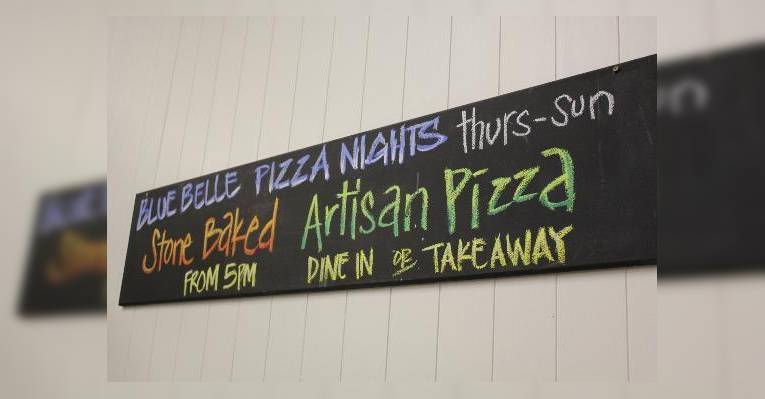 BLUE BELLE PIZZA NIGHTS thurs-sun
Stone Baked Artisan Pizza
FROM 5PM DINE IN OR TAKEAWAY